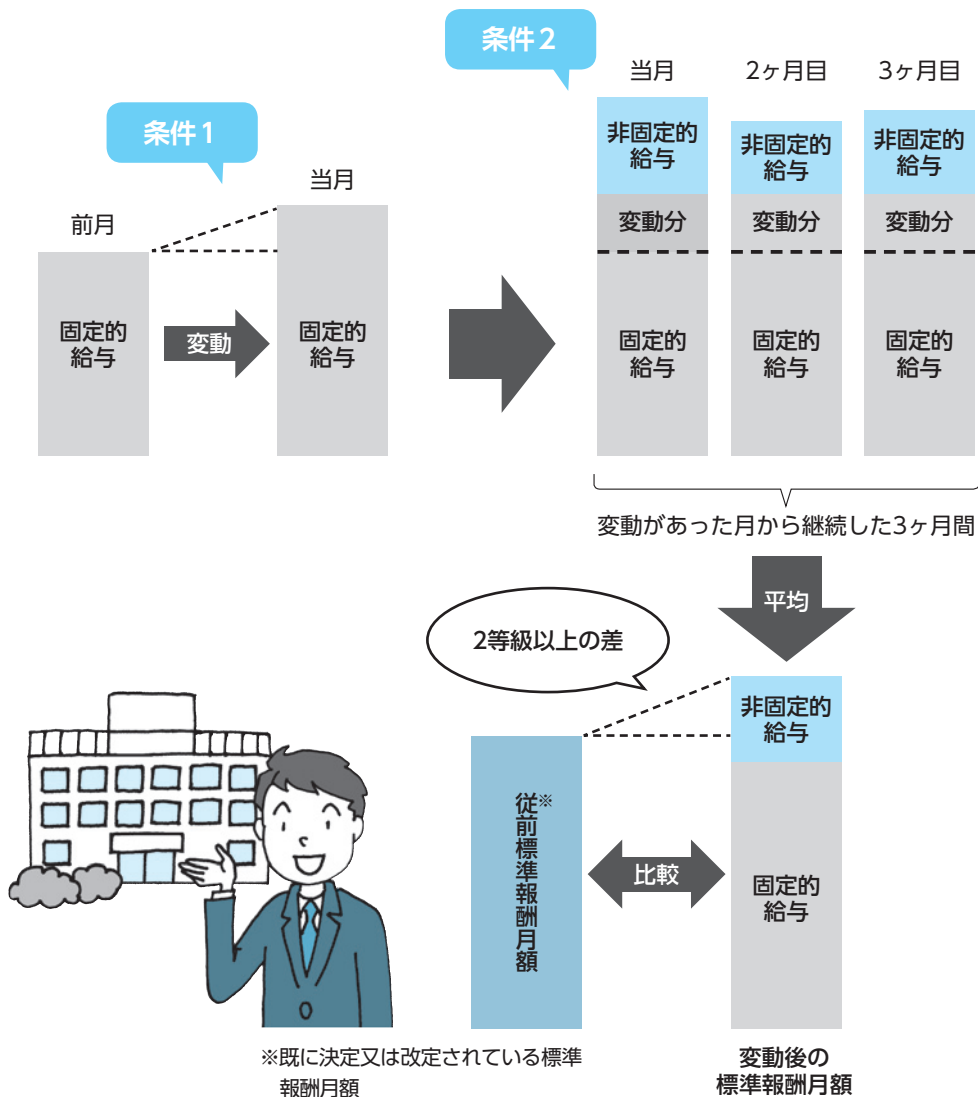 条件1
前月
当月
固定的
給与
変動
固定的
給与
条件2
当月
2ヶ月目
3ヶ月目
非固定的
給与
非固定的
給与
非固定的
給与
変動分
変動分
変動分
固定的
給与
固定的
給与
固定的
給与
変動があった月から継続した3ヶ月間
平均
2等級以上の差
従前標準報酬月額※
比較
非固定的
給与
固定的
給与
変動後の
標準報酬月額
※既に決定又は改定されている標準
報酬月額